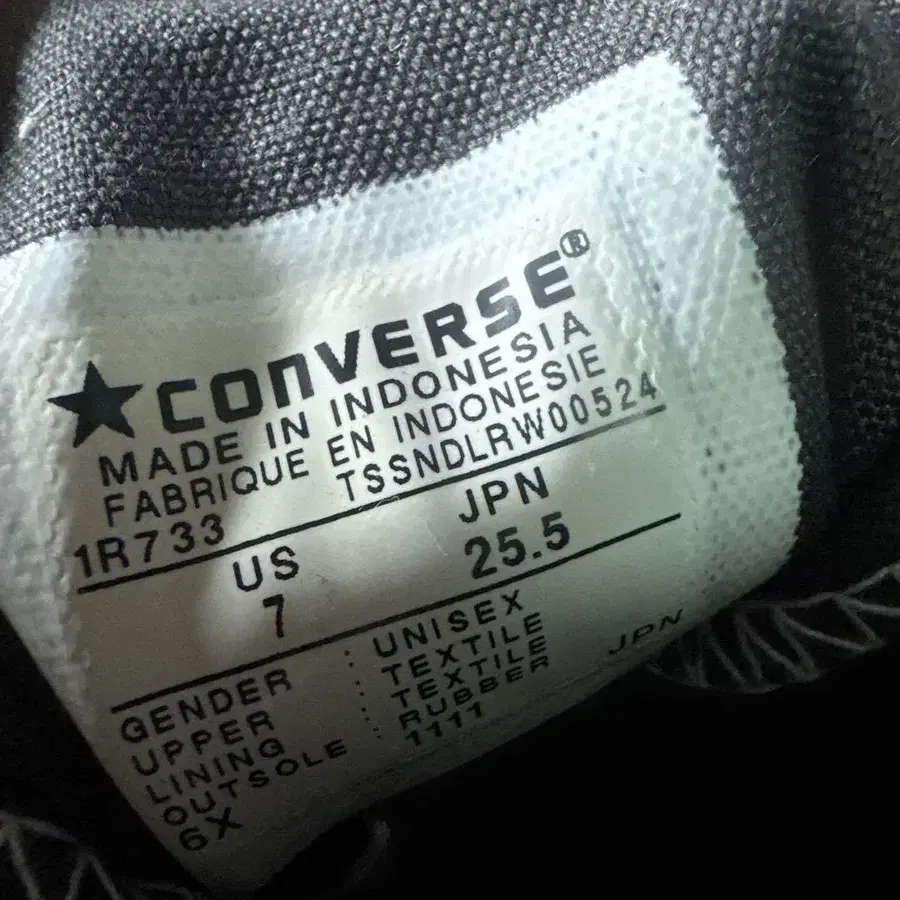 ★CONVERSE®
MADE IN INDONESIA
FABRIQUE EN INDONESIE
1R733 TSSNDLRW00524
US JPN
7 25.5
GENDER : UNISEX
UPPER : TEXTILE
LINING : TEXTILE
OUTSOLE : RUBBER JPN
6X 1111